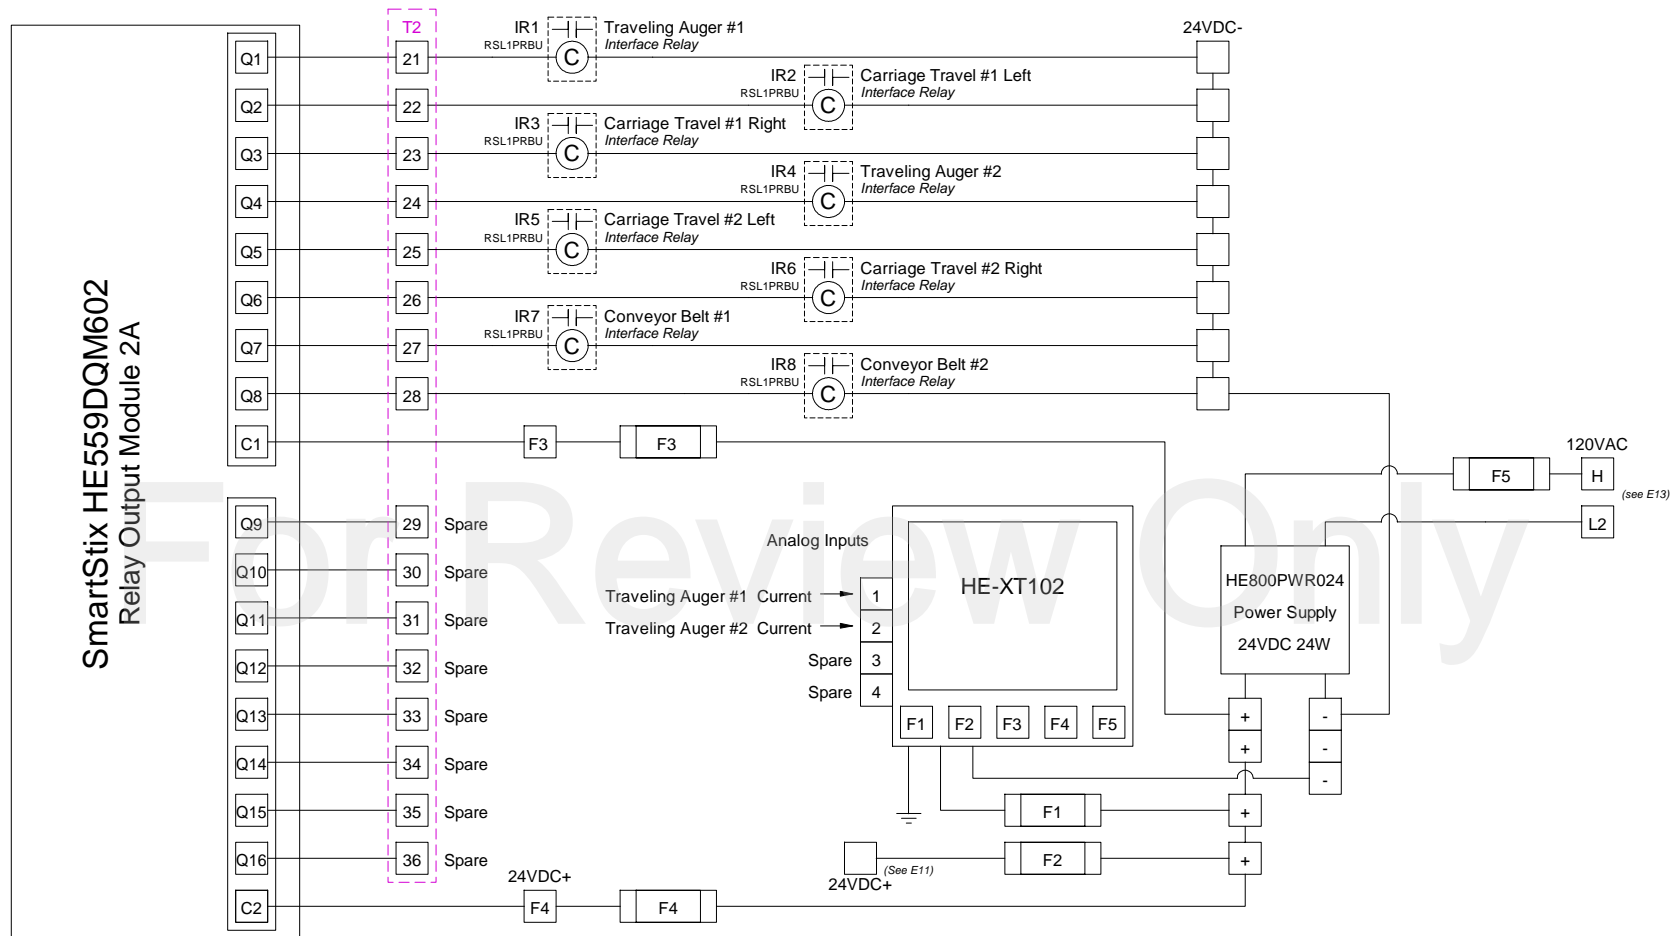 T2
IR1
Traveling Auger #1
24VDC-
RSL1PRBU
Interface Relay
Q1
21
C
IR2
Carriage Travel #1 Left
RSL1PRBU
Interface Relay
Q2
22
C
IR3
Carriage Travel #1 Right
RSL1PRBU
Interface Relay
Q3
23
C
IR4
Traveling Auger #2
RSL1PRBU
Interface Relay
Q4
24
C
IR5
Carriage Travel #2 Left
RSL1PRBU
Interface Relay
Q5
25
C
IR6
Carriage Travel #2 Right
RSL1PRBU
Interface Relay
Q6
26
C
IR7
Conveyor Belt #1
RSL1PRBU
Interface Relay
Q7
27
C
IR8
Conveyor Belt #2
RSL1PRBU
Interface Relay
Q8
28
C
C1
F3
F3
120VAC
F5
H
(see E13)
L2
SmartStix HE559DQM602
Relay Output Module 2A
For Review Only
Q9
29
Spare
Q10
30
Spare
Q11
31
Spare
Q12
32
Spare
Q13
33
Spare
Q14
34
Spare
Q15
35
Spare
Q16
36
Spare
Analog Inputs
HE-XT102
Traveling Auger #1 Current
1
Traveling Auger #2 Current
2
Spare
3
Spare
4
F1
F2
F3
F4
F5
HE800PWR024
Power Supply
24VDC 24W
+
-
+
-
-
F1
+
(See E11)
F2
+
24VDC+
24VDC+
C2
F4
F4